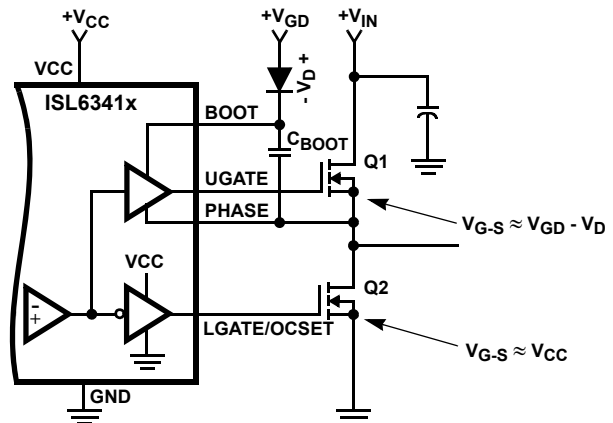 +VCC
+VGD
+VIN
VCC
- VD +
ISL6341x
BOOT
CBOOT
Q1
UGATE
PHASE
VG-S ≈ VGD - VD
VCC
-
+
Q2
LGATE/OCSET
VG-S ≈ VCC
GND